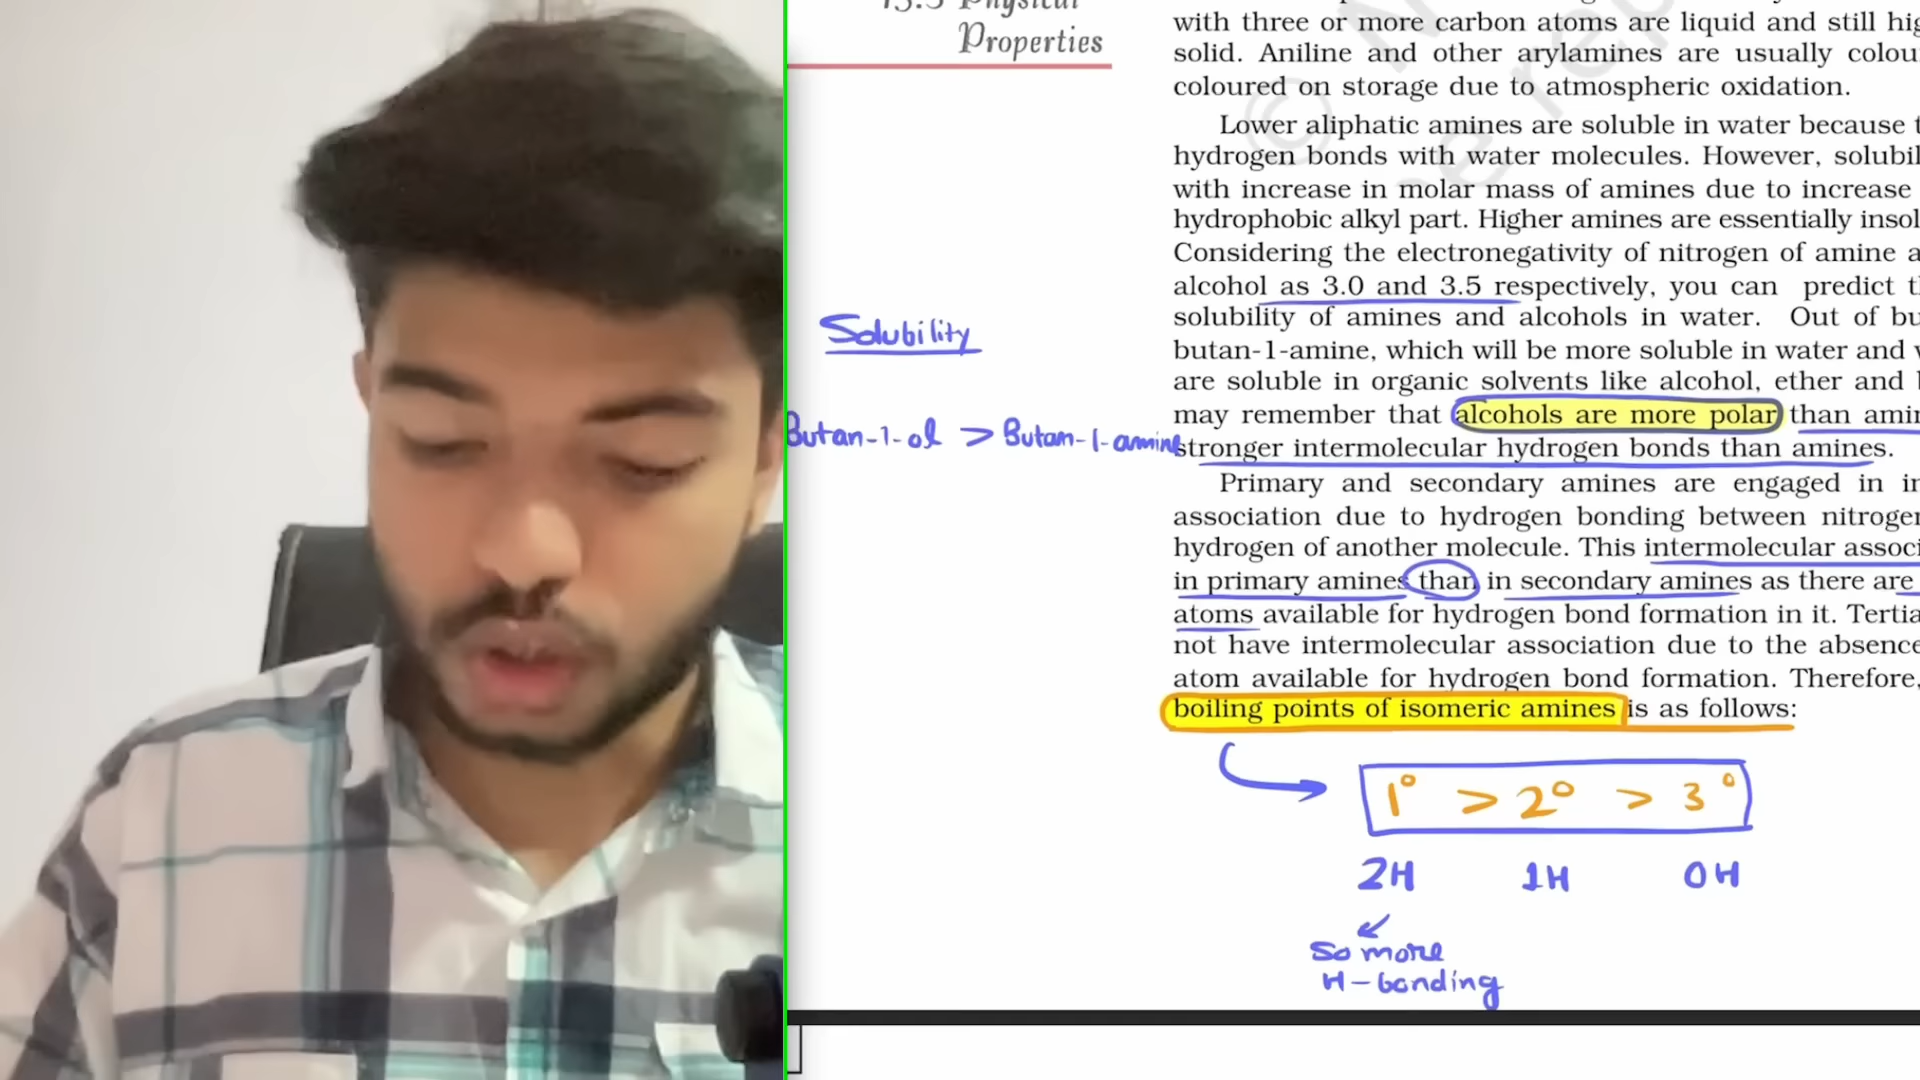 Physical
Properties
with three or more carbon atoms are liquid and still
solid. Aniline and other arylamines are usually
coloured on storage due to atmospheric oxidation.
Lower aliphatic amines are soluble in water because
hydrogen bonds with water molecules. However,
with increase in molar mass of amines due to increase
hydrophobic alkyl part. Higher amines are essentially
Considering the electronegativity of nitrogen of amine
alcohol as 3.0 and 3.5 respectively, you can predict
solubility of amines and alcohols in water. Out of
butan-1-amine, which will be more soluble in water and
are soluble in organic solvents like alcohol, ether and
may remember that alcohols are more polar than
stronger intermolecular hydrogen bonds than amines.
Primary and secondary amines are engaged in
association due to hydrogen bonding between
hydrogen of another molecule. This intermolecular
in primary amines than in secondary amines as there are
atoms available for hydrogen bond formation in it.
not have intermolecular association due to the absence
atom available for hydrogen bond formation. Therefore,
boiling points of isomeric amines is as follows:
Solubility
Butan-1-ol > Butan-1-amine
1° > 2° > 3°
2H 1H 0H
So more
H-bonding